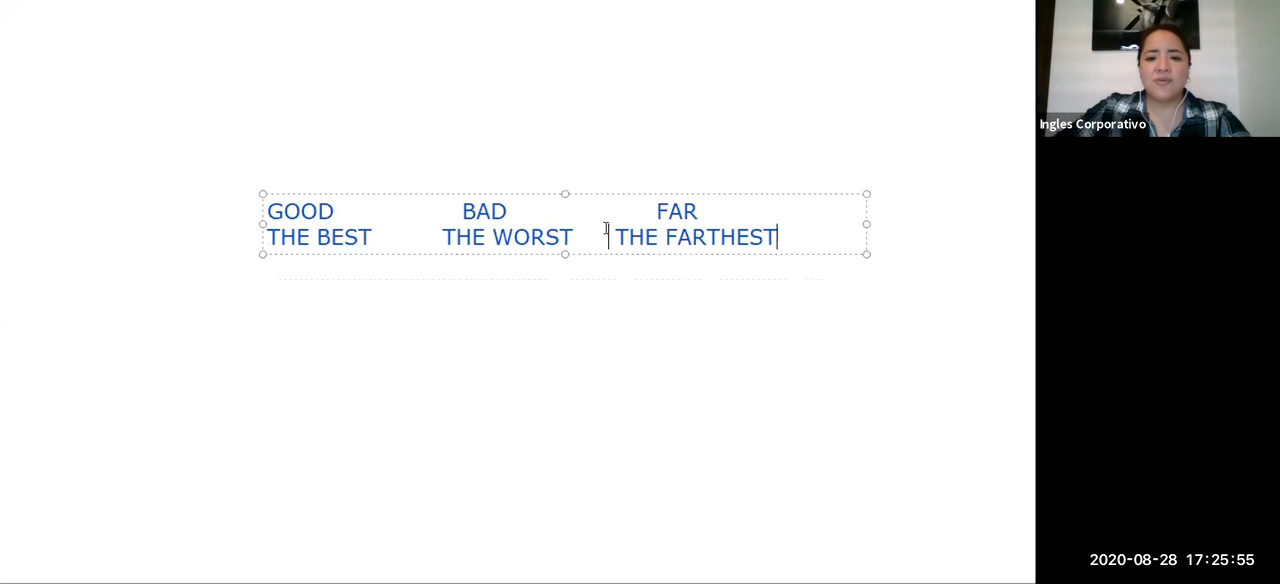 GOOD BAD FAR
THE BEST THE WORST THE FARTHEST
Ingles Corporativo
2020-08-28 17:25:55